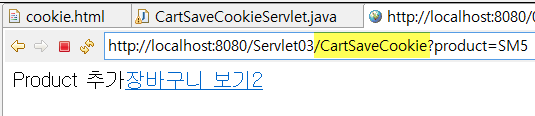 cookie.html CartSaveCookieServlet.java http://localhost:8080/
http://localhost:8080/Servlet03/CartSaveCookie?product=SM5
Product 추가장바구니 보기2